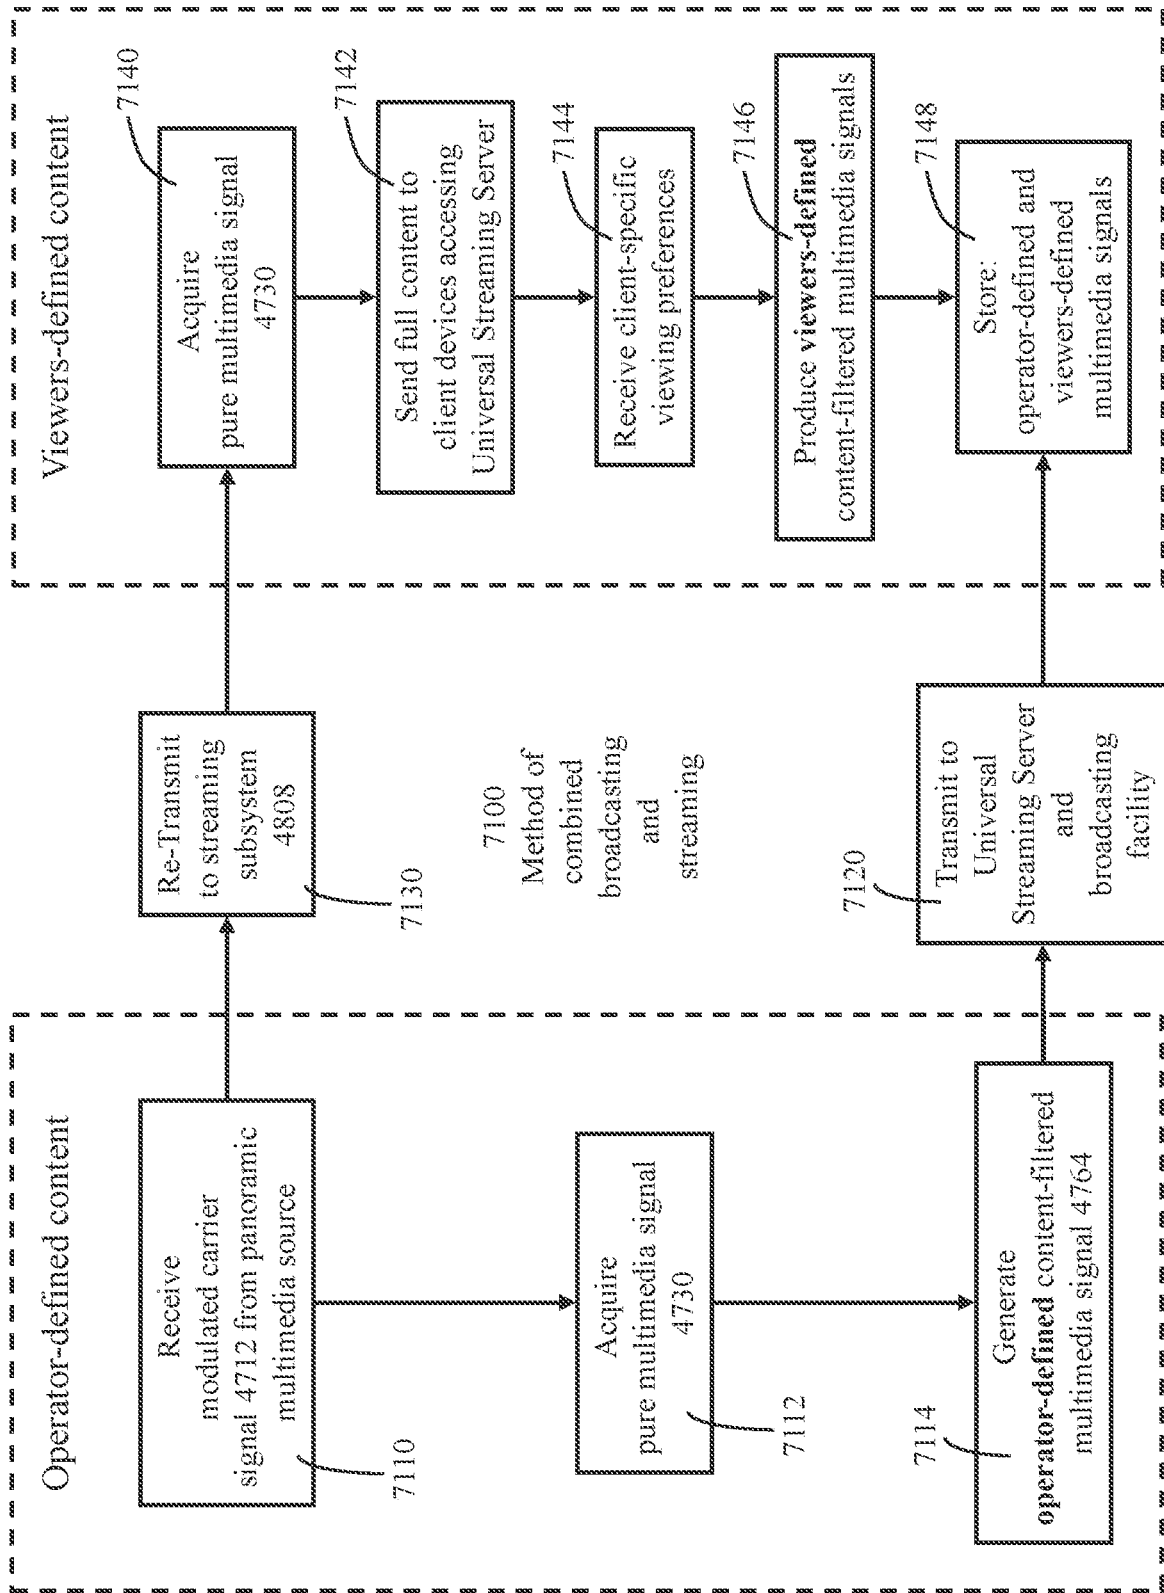 Operator-defined content
Receive
modulated carrier
signal 4712 from panoramic
multimedia source
7110
Acquire
pure multimedia signal
4730
7112
7114
Generate
operator-defined content-filtered
multimedia signal 4764
Re-Transmit
to streaming
subsystem
4808
7130
7100
Method of
combined
broadcasting
and
streaming
7120
Transmit to
Universal
Streaming Server
and
broadcasting
facility
Viewers-defined content
7140
Acquire
pure multimedia signal
4730
7142
Send full content to
client devices accessing
Universal Streaming Server
7144
Receive client-specific
viewing preferences
7146
Produce viewers-defined
content-filtered multimedia signals
7148
Store:
operator-defined and
viewers-defined
multimedia signals